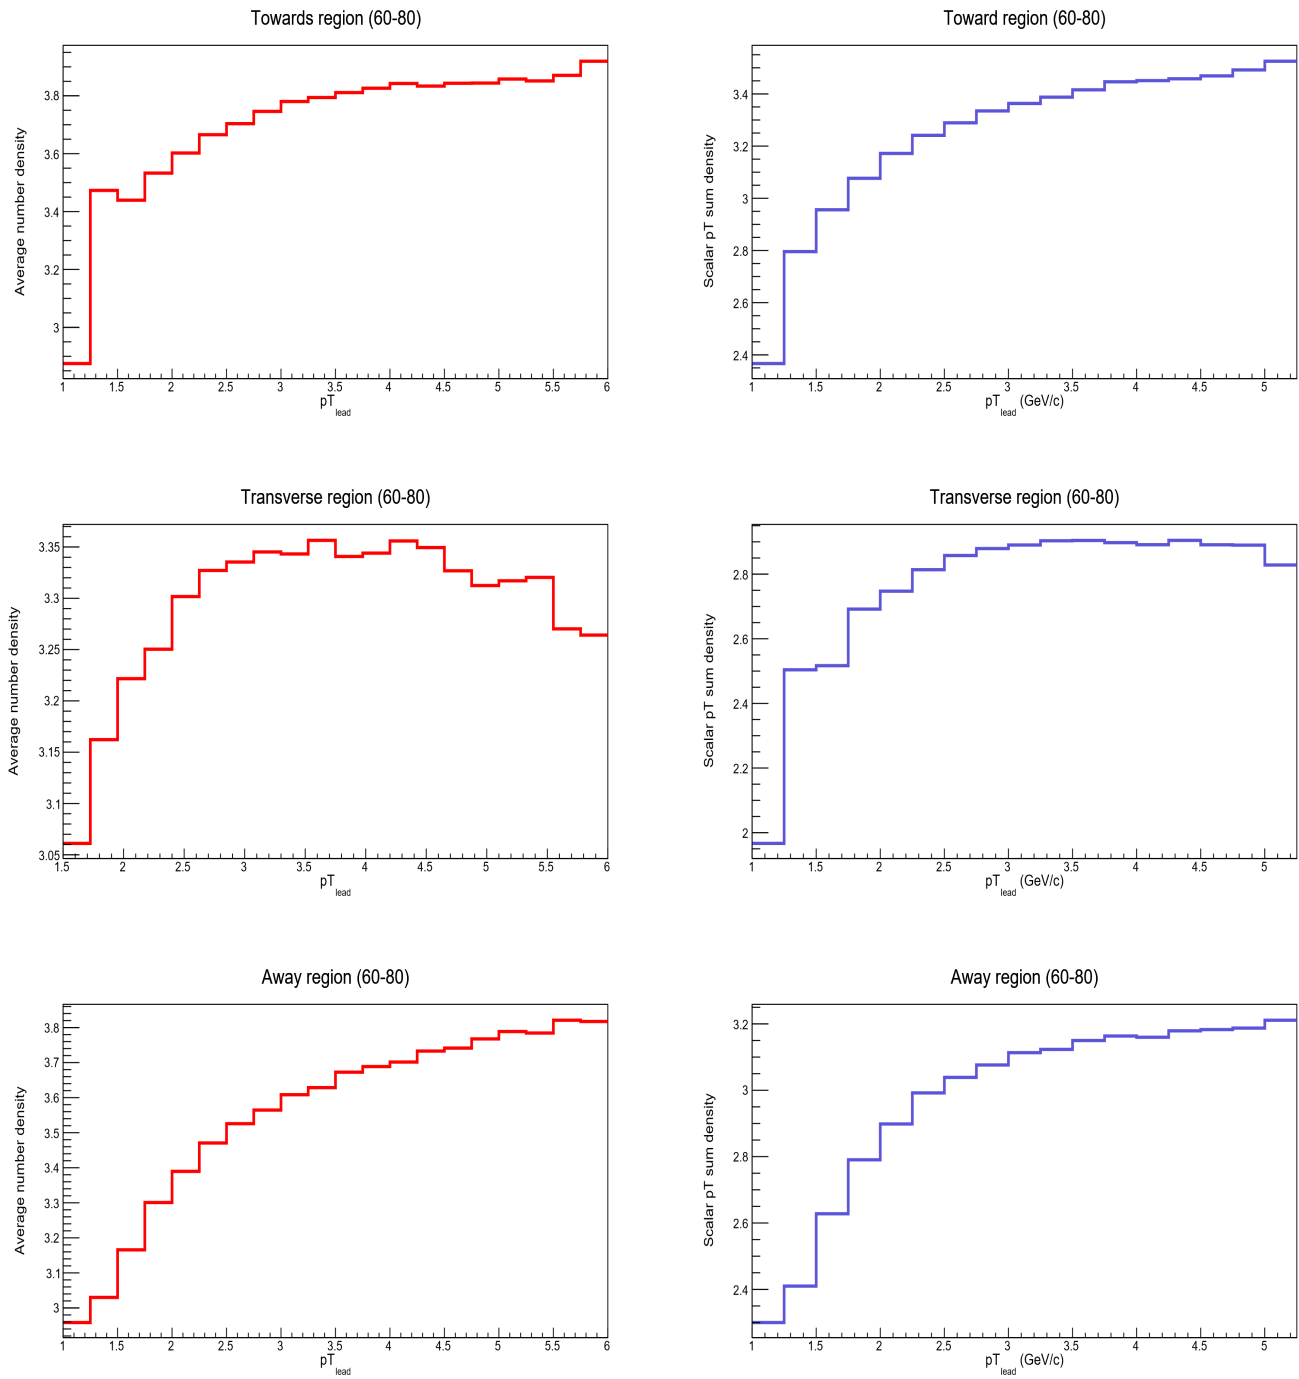 Towards region (60-80)
Average number density
3.8
3.6
3.4
3.2
3
1 1.5 2 2.5 3 3.5 4 4.5 5 5.5 6
pT lead
Toward region (60-80)
Scalar pT sum density
3.4
3.2
3
2.8
2.6
2.4
1 1.5 2 2.5 3 3.5 4 4.5 5
pT lead (GeV/c)
Transverse region (60-80)
Average number density
3.35
3.3
3.25
3.2
3.15
3.1
3.05
1.5 2 2.5 3 3.5 4 4.5 5 5.5 6
pT lead
Transverse region (60-80)
Scalar pT sum density
2.8
2.6
2.4
2.2
2
1 1.5 2 2.5 3 3.5 4 4.5 5
pT lead (GeV/c)
Away region (60-80)
Average number density
3.8
3.7
3.6
3.5
3.4
3.3
3.2
3.1
3
1 1.5 2 2.5 3 3.5 4 4.5 5 5.5 6
pT lead
Away region (60-80)
Scalar pT sum density
3.2
3
2.8
2.6
2.4
1 1.5 2 2.5 3 3.5 4 4.5 5
pT lead (GeV/c)